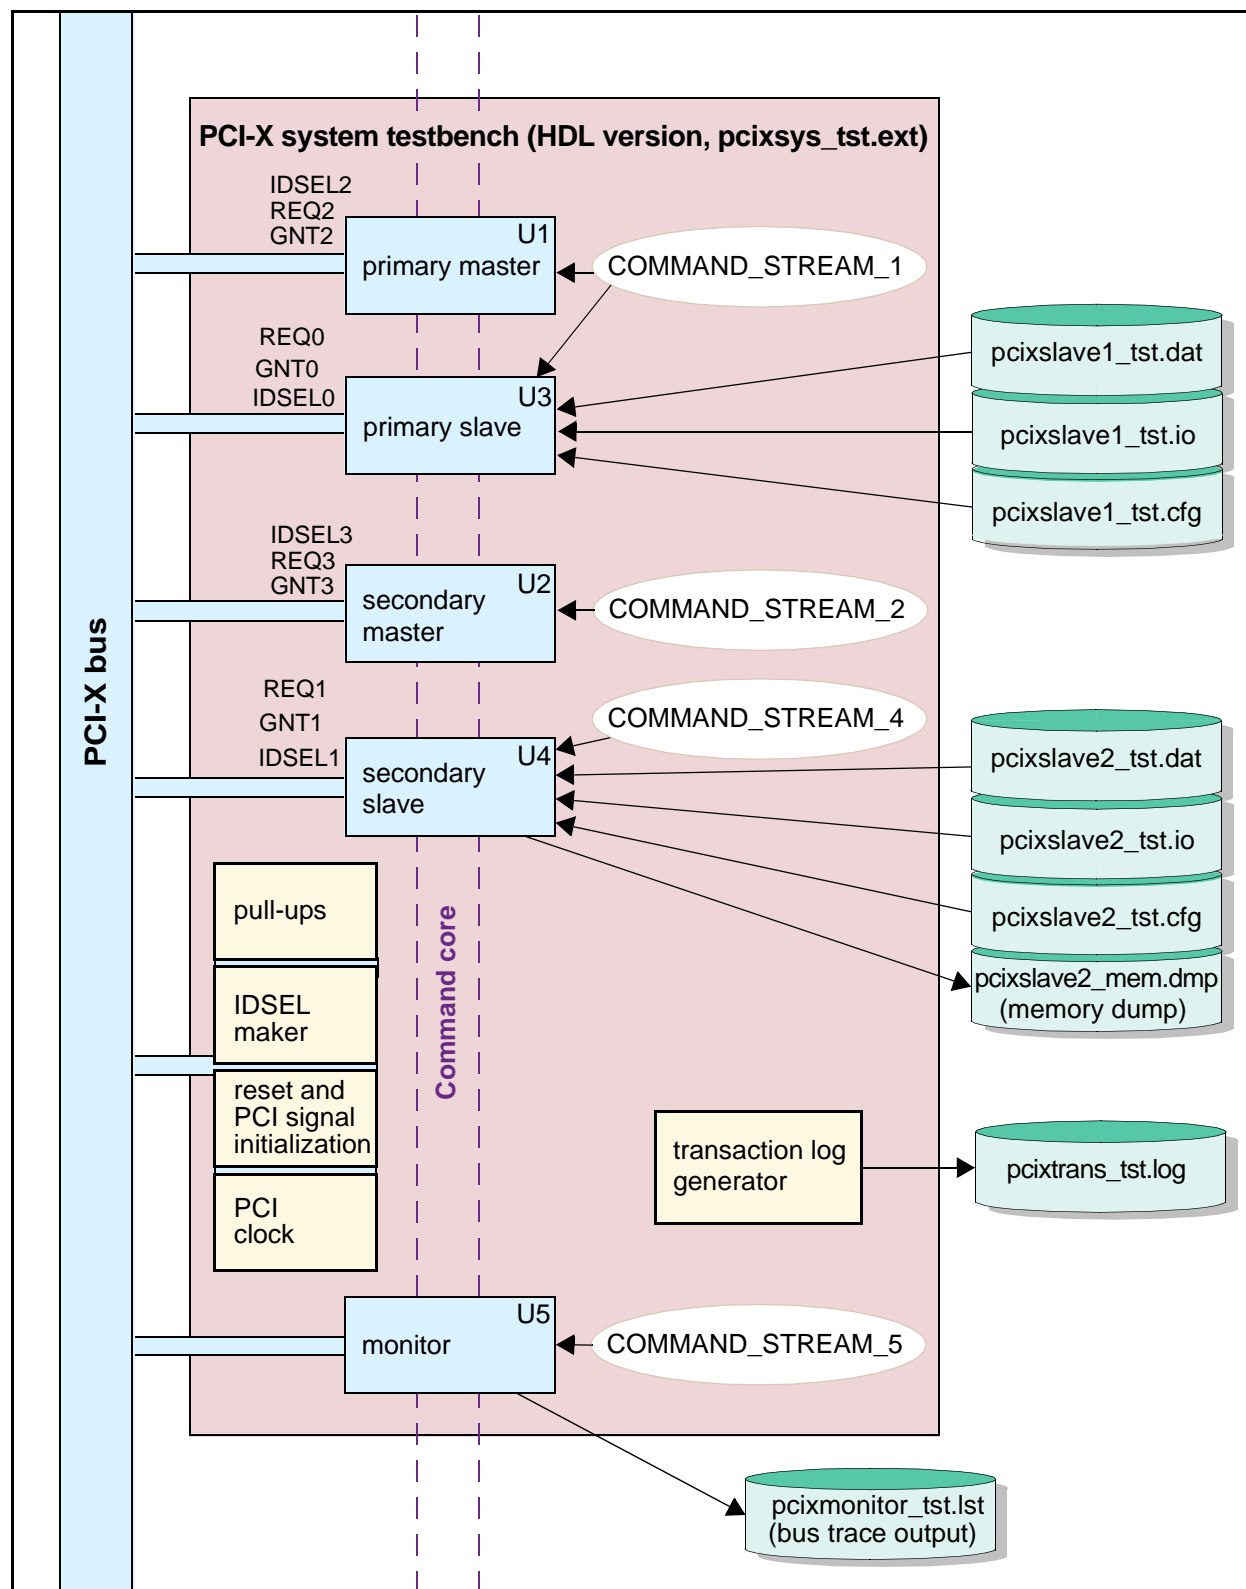 PCI-X system testbench (HDL version, pcixsys_tst.ext)
IDSEL2
REQ2
GNT2
U1
primary master
COMMAND_STREAM_1
REQ0
GNT0
IDSEL0
U3
primary slave
pcixslave1_tst.dat
pcixslave1_tst.io
pcixslave1_tst.cfg
IDSEL3
REQ3
GNT3
U2
secondary
master
COMMAND_STREAM_2
PCI-X bus
REQ1
GNT1
IDSEL1
U4
secondary
slave
COMMAND_STREAM_4
pcixslave2_tst.dat
pcixslave2_tst.io
pcixslave2_tst.cfg
pcixslave2_mem.dmp
(memory dump)
pull-ups
IDSEL
maker
reset and
PCI signal
initialization
PCI
clock
Command core
transaction log
generator
pcixtrans_tst.log
U5
monitor
COMMAND_STREAM_5
pcixmonitor_tst.lst
(bus trace output)